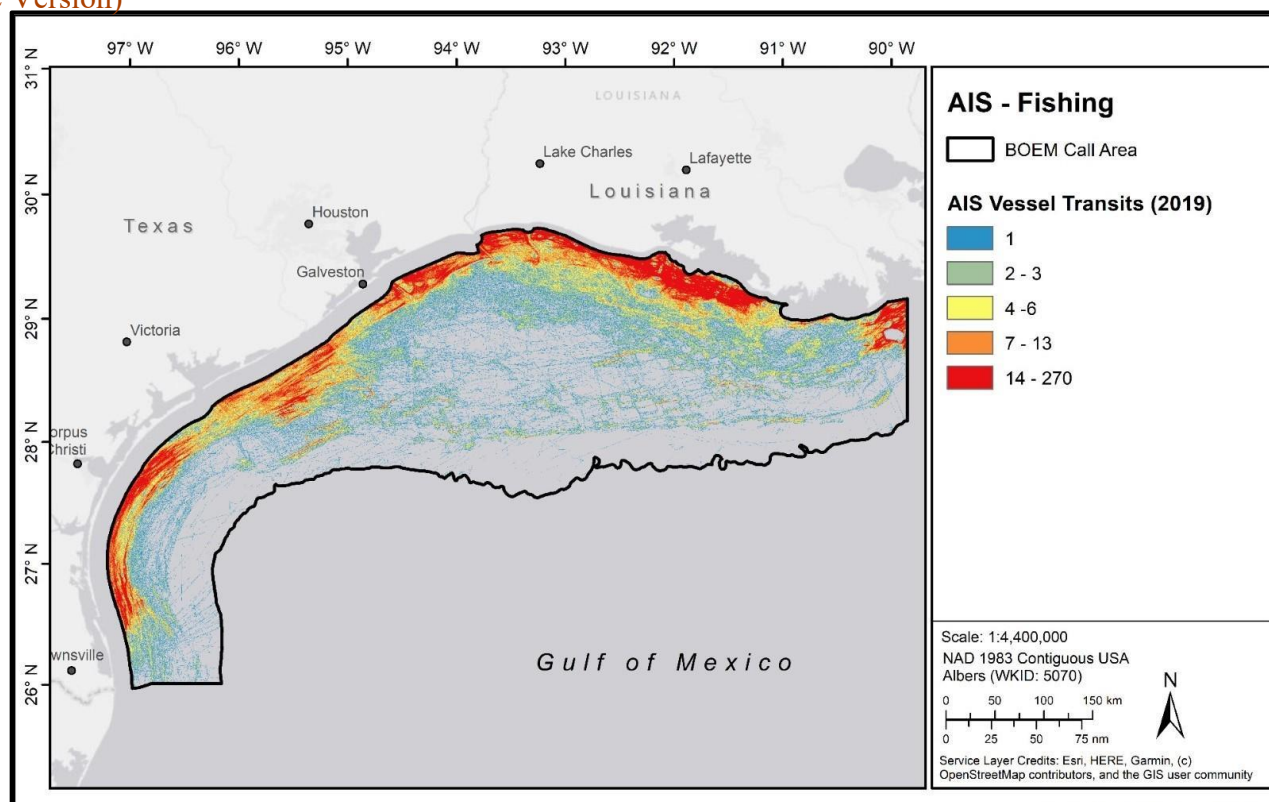 Version)
97° W 96° W 95° W 94° W 93° W 92° W 91° W 90° W
31° N
30° N
29° N
28° N
27° N
26° N
LOUISIANA
Lake Charles
Lafayette
Louisiana
Texas
Houston
Galveston
Victoria
orpus
Christi
wnsville
Gulf of Mexico
AIS - Fishing
BOEM Call Area
AIS Vessel Transits (2019)
1
2 - 3
4 -6
7 - 13
14 - 270
Scale: 1:4,400,000
NAD 1983 Contiguous USA
Albers (WKID: 5070)
N
0 50 100 150 km
0 25 50 75 nm
Service Layer Credits: Esri, HERE, Garmin, (c)
OpenStreetMap contributors, and the GIS user community